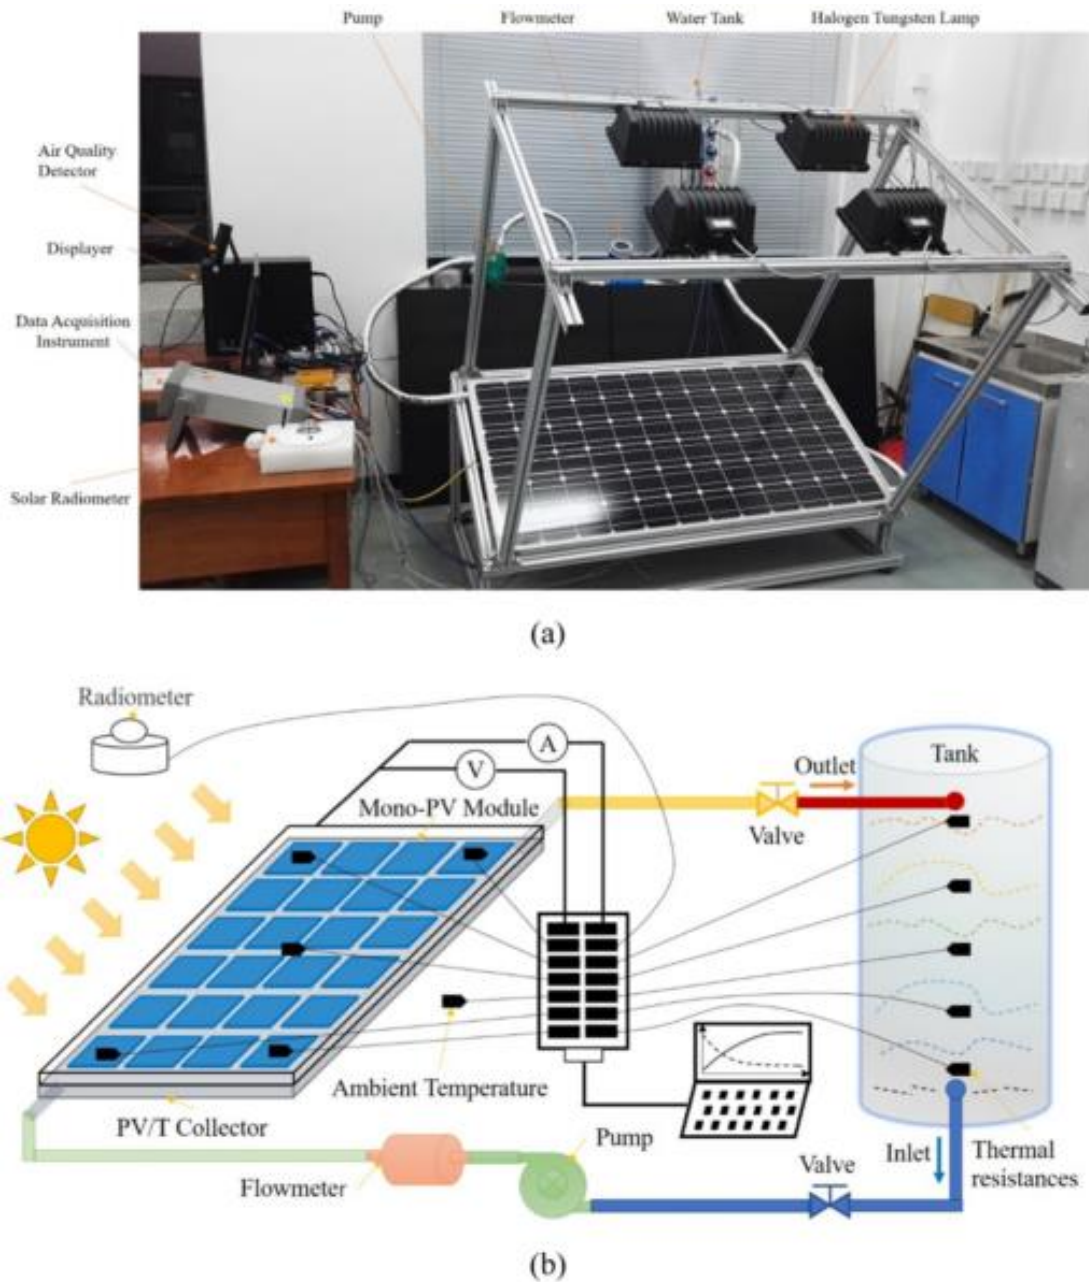 Pump
Flowmeter
Water Tank
Halogen Tungsten Lamp
Air Quality
Detector
Displayer
Data Acquisition
Instrument
Solar Radiometer
(a)
Radiometer
A
V
Mono-PV Module
Outlet
Valve
Tank
Ambient Temperature
PV/T Collector
Flowmeter
Pump
Valve
Inlet
Thermal
resistances
(b)